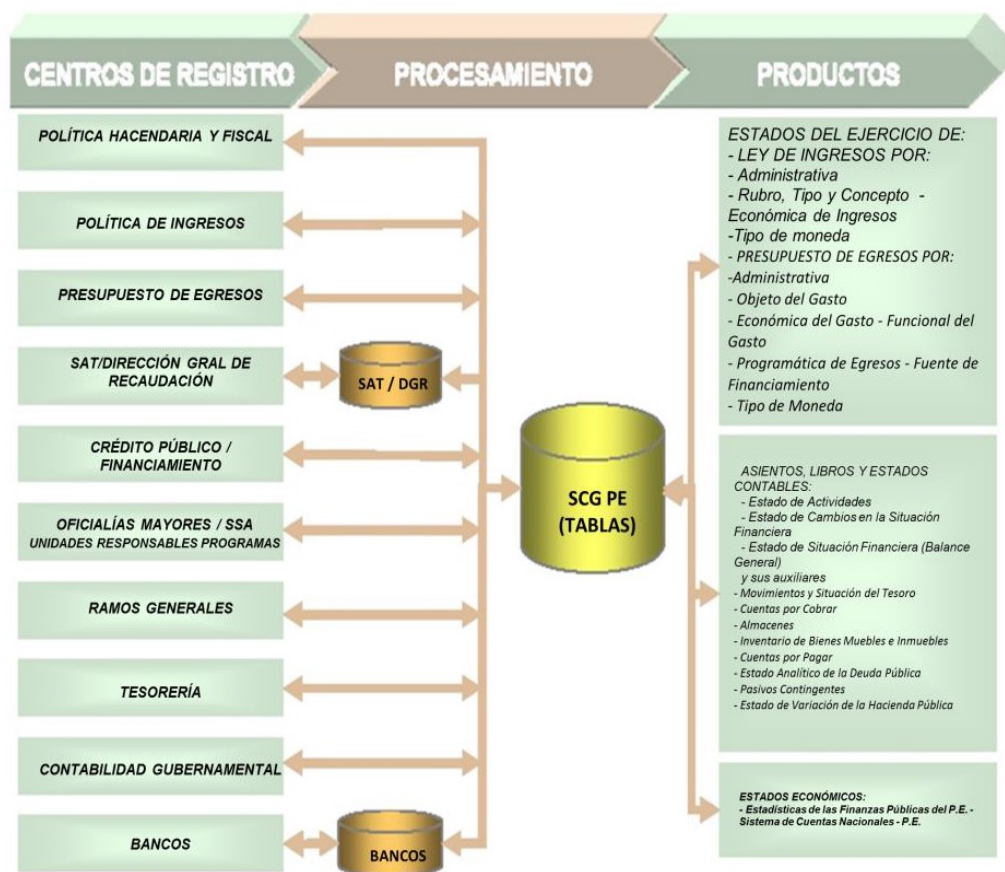 CENTROS DE REGISTRO
PROCESAMIENTO
PRODUCTOS
POLÍTICA HACENDARIA Y FISCAL
POLÍTICA DE INGRESOS
PRESUPUESTO DE EGRESOS
SAT/DIRECCIÓN GRAL DE
RECAUDACIÓN
CRÉDITO PÚBLICO /
FINANCIAMIENTO
OFICIALÍAS MAYORES / SSA
UNIDADES RESPONSABLES PROGRAMAS
RAMOS GENERALES
TESORERÍA
CONTABILIDAD GUBERNAMENTAL
BANCOS
SAT / DGR
BANCOS
SCG PE
(TABLAS)
ESTADOS DEL EJERCICIO DE:
- LEY DE INGRESOS POR:
- Administrativa
- Rubro, Tipo y Concepto -
Económica de Ingresos
-Tipo de moneda
- PRESUPUESTO DE EGRESOS POR:
-Administrativa
- Objeto del Gasto
- Económica del Gasto - Funcional del
Gasto
- Programática de Egresos - Fuente de
Financiamiento
- Tipo de Moneda
ASIENTOS, LIBROS Y ESTADOS
CONTABLES:
- Estado de Actividades
- Estado de Cambios en la Situación
Financiera
- Estado de Situación Financiera (Balance
General)
y sus auxiliares
- Movimientos y Situación del Tesoro
- Cuentas por Cobrar
- Almacenes
- Inventario de Bienes Muebles e Inmuebles
- Cuentas por Pagar
- Estado Analítico de la Deuda Pública
- Pasivos Contingentes
- Estado de Variación de la Hacienda Pública
ESTADOS ECONÓMICOS:
- Estadísticas de las Finanzas Públicas del P.E. -
Sistema de Cuentas Nacionales - P.E.